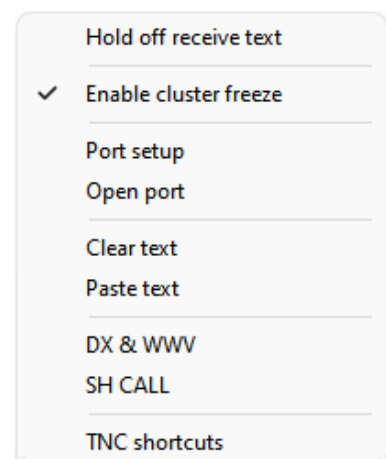 Hold off receive text
Enable cluster freeze
Port setup
Open port
Clear text
Paste text
DX & WWV
SH CALL
TNC shortcuts